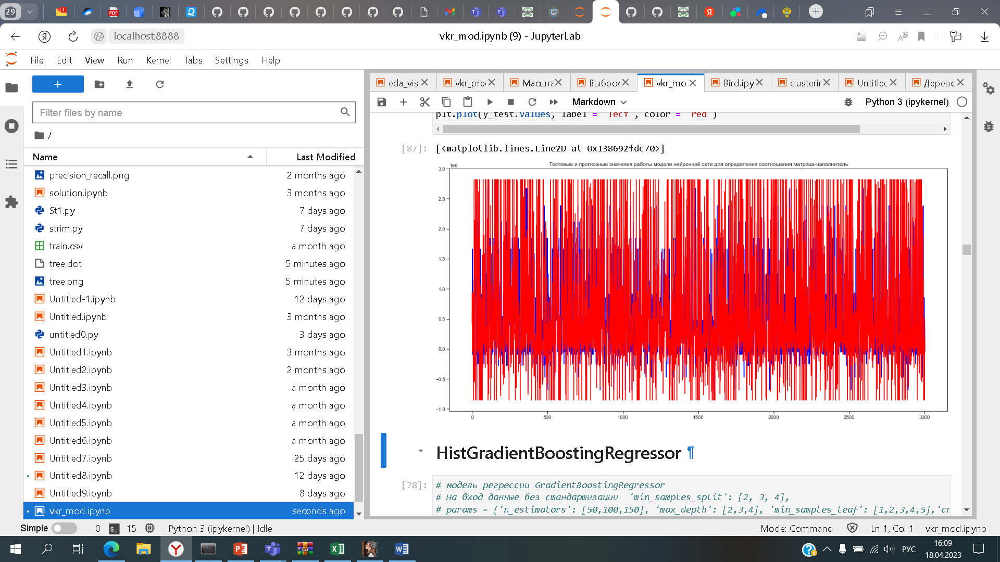 29
localhost:8888
vkr_mod.ipynb (9) - JupyterLab
File Edit View Run Kernel Tabs Settings Help
Filter files by name
/
Name Last Modified
precision_recall.png 2 months ago
solution.ipynb 3 months ago
St1.py 7 days ago
strim.py 7 days ago
train.csv a month ago
tree.dot 5 minutes ago
tree.png 5 minutes ago
Untitled-1.ipynb 12 days ago
Untitled.ipynb 3 months ago
untitled0.py 3 days ago
Untitled1.ipynb 3 months ago
Untitled2.ipynb 2 months ago
Untitled3.ipynb a month ago
Untitled4.ipynb a month ago
Untitled5.ipynb a month ago
Untitled6.ipynb a month ago
Untitled7.ipynb 25 days ago
Untitled8.ipynb 12 days ago
Untitled9.ipynb 8 days ago
vkr_mod.ipynb seconds ago
eda_vis vkr_pre Масшта Выброс vkr_mo Bird.ipy clusterin Untitled Дерево
Markdown Python 3 (ipykernel)
plt.plot(y_test.values, label = "Тест", color = "red")
[87]: [<matplotlib.lines.Line2D at 0x138692fdc70>]
Тестовые и прогнозные значения работы модели нейронной сети для определения соотношения матрица-наполнитель
1e6
3.0
2.5
2.0
1.5
1.0
0.5
0.0
−0.5
−1.0
0 500 1000 1500 2000 2500 3000
HistGradientBoostingRegressor ¶
[78]: # модель регрессии GradientBoostingRegressor
# На вход данные без стандартизации 'min_samples_split': [2, 3, 4],
# params = {'n_estimators': [50,100,150], 'max_depth': [2,3,4], 'min_samples_leaf': [1,2,3,4,5],'cr
Simple 0 15 Python 3 (ipykernel) | Idle Mode: Command Ln 1, Col 1 vkr_mod.ipynb
РУС 16:09
18.04.2023